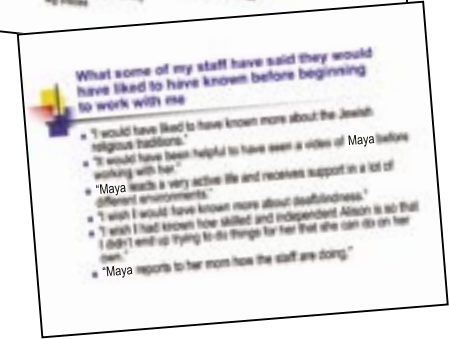 What some of my staff have said they would
have liked to have known before beginning
to work with me
"I would have liked to have known more about the Jewish
religious traditions."
"It would have been helpful to have seen a video of Maya before
working with her."
"Maya leads a very active life and receives support in a lot of
different environments."
"I wish I would have known more about deafblindness."
"I wish I had known how skilled and independent Alison is so that
I didn't end up trying to do things for her that she can do on her
own."
"Maya reports to her mom how the staff are doing."